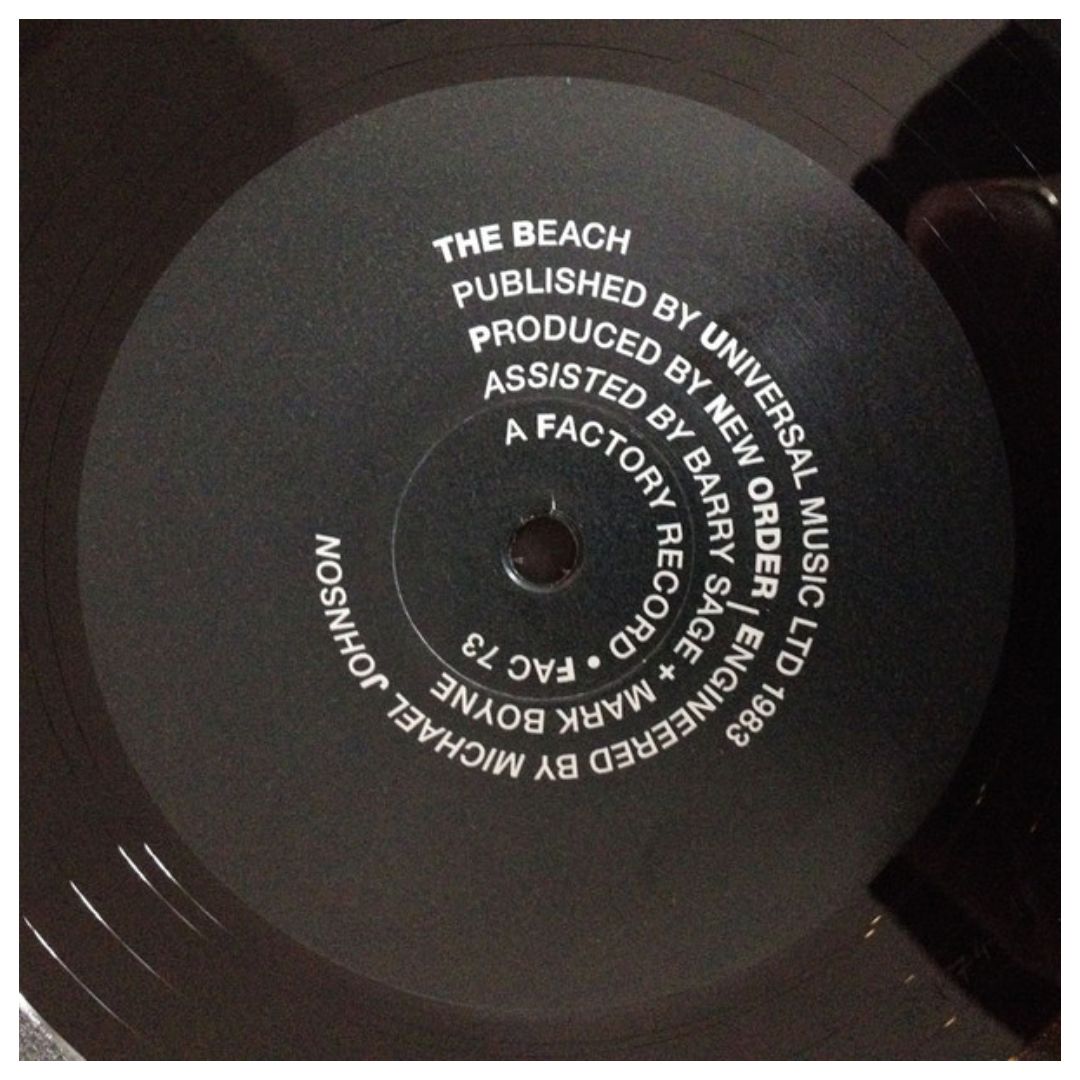 THE BEACH
PUBLISHED BY UNIVERSAL MUSIC LTD 1983
PRODUCED BY NEW ORDER / ENGINEERED BY MICHAEL JOHNSON
ASSISTED BY BARRY SAGE + MARK BOYNE
A FACTORY RECORD • FAC 73